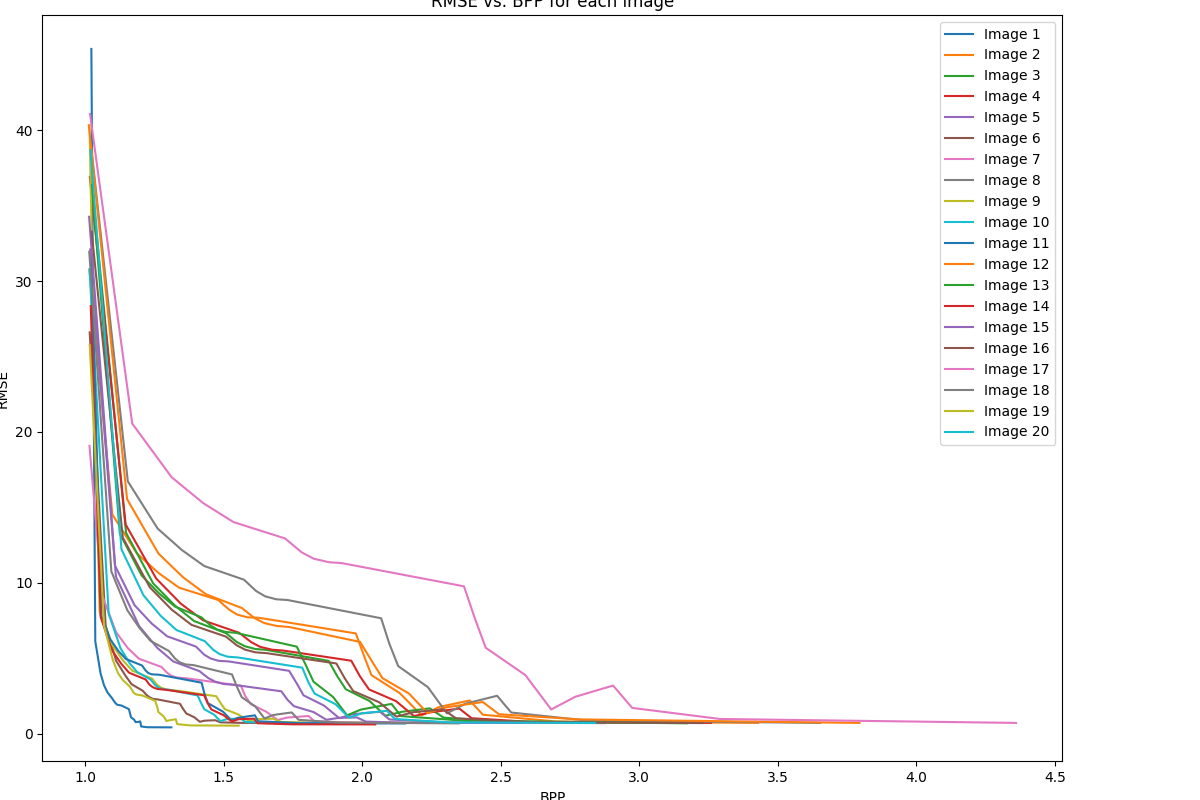 RMSE vs. BPP for each image
Image 1
Image 2
Image 3
Image 4
Image 5
Image 6
Image 7
Image 8
Image 9
Image 10
Image 11
Image 12
Image 13
Image 14
Image 15
Image 16
Image 17
Image 18
Image 19
Image 20
40
30
20
10
0
RMSE
1.0 1.5 2.0 2.5 3.0 3.5 4.0 4.5
BPP